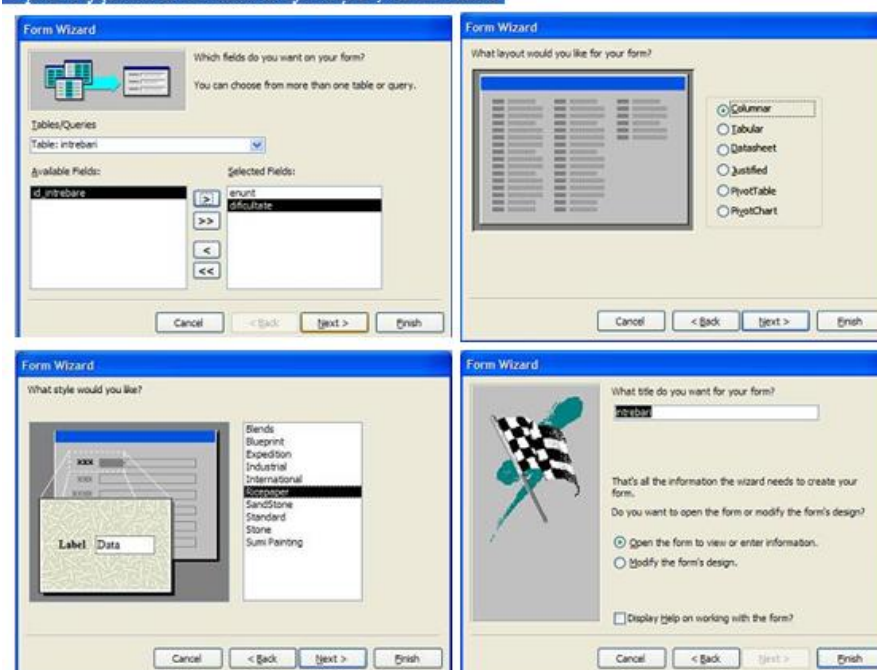 Form Wizard
Which fields do you want on your form?
You can choose from more than one table or query.
Tables/Queries
Table: intrebari
Available Fields:
Selected Fields:
id_intrebare
enunt
dificultate
>
>>
<
<<
Cancel
< Back
Next >
Finish
Form Wizard
What layout would you like for your form?
Columnar
Tabular
Datasheet
Justified
PivotTable
PivotChart
Cancel
< Back
Next >
Finish
Form Wizard
What style would you like?
xxx
xxx
xxxx
Label Data
Blends
Blueprint
Expedition
Industrial
International
Ricepaper
SandStone
Standard
Stone
Sumi Painting
Cancel
< Back
Next >
Finish
Form Wizard
What title do you want for your form?
intrebari
That's all the information the wizard needs to create your
form.
Do you want to open the form or modify the form's design?
Open the form to view or enter information.
Modify the form's design.
Display Help on working with the form?
Cancel
< Back
Next >
Finish